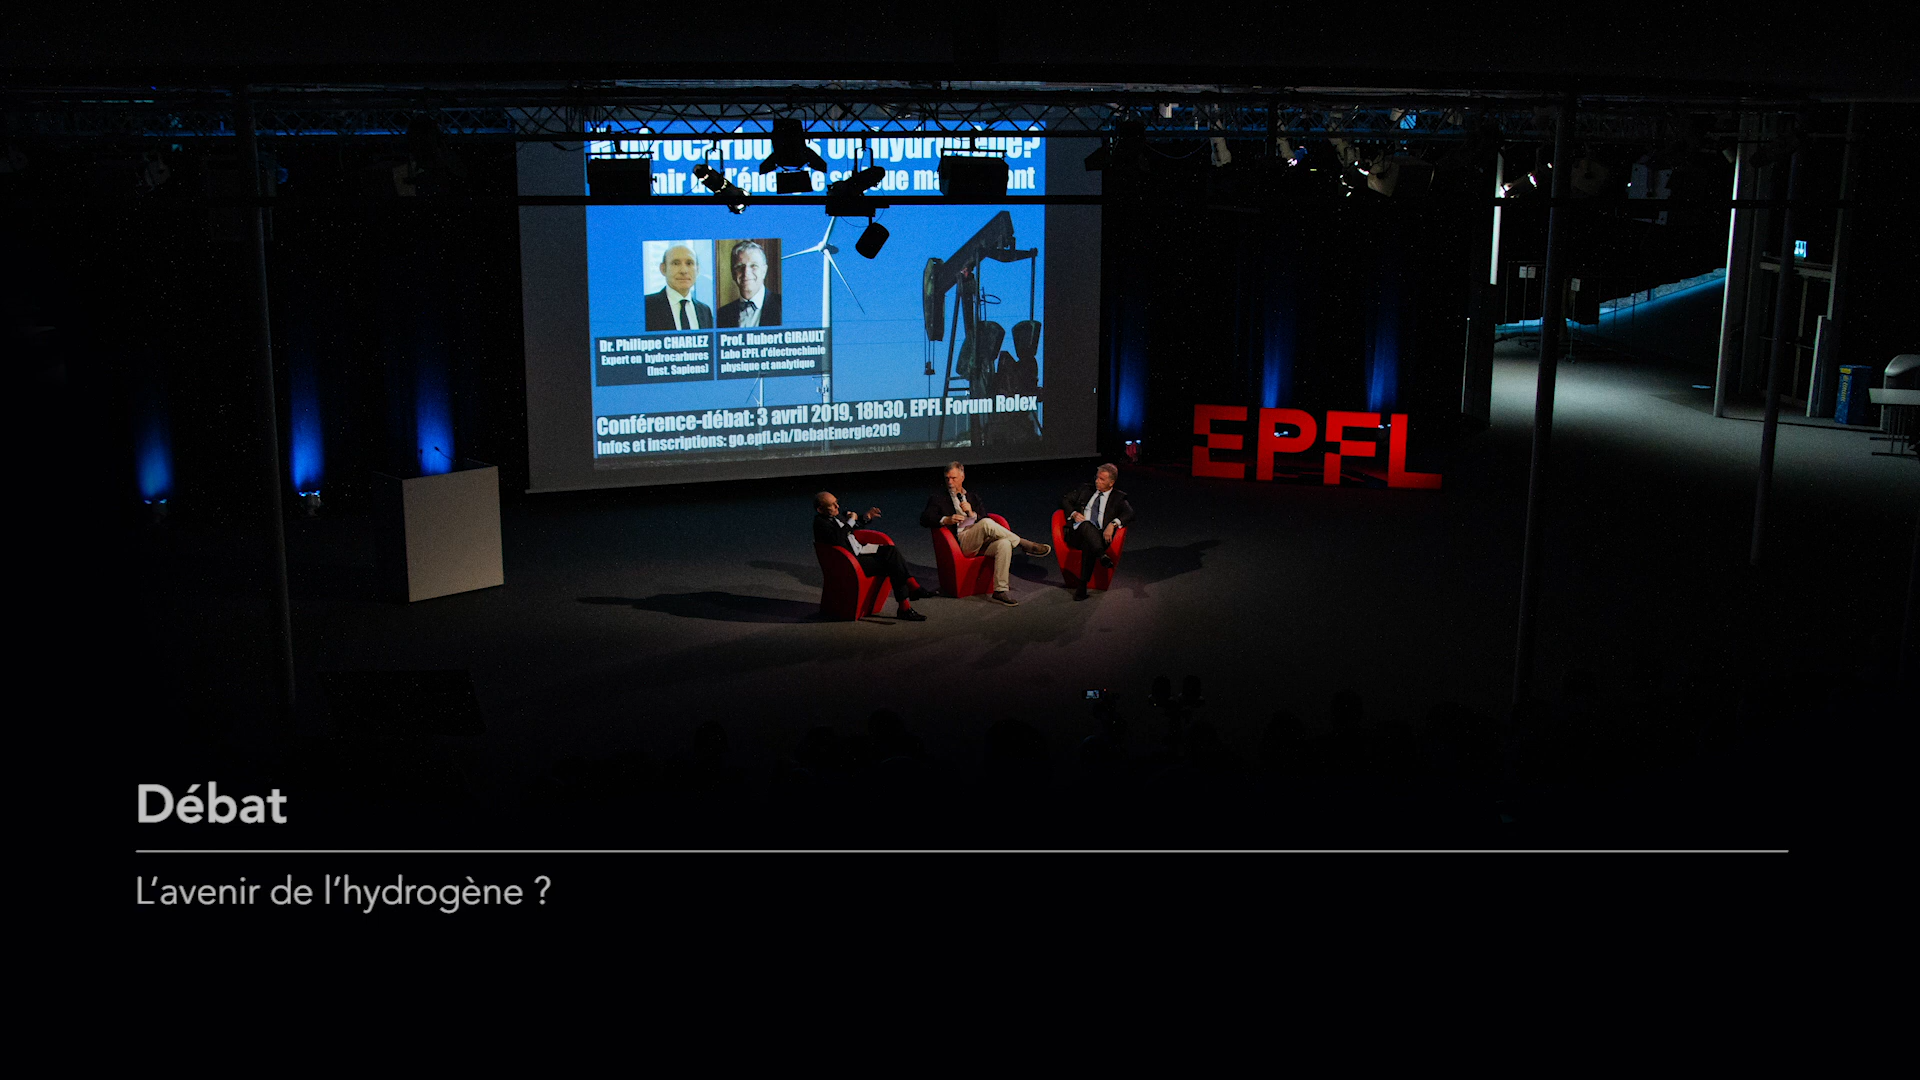 hydrogène?
Dr. Philippe CHARLEZ
Expert en hydrocarbures
(Inst. Sapiens)
Prof. Hubert GIRAULT
Labo EPFL d'électrochimie
physique et analytique
Conférence-débat: 3 avril 2019, 18h30, EPFL Forum Rolex
Infos et inscriptions: go.epfl.ch/DebatEnergie2019
EPFL
Débat
L'avenir de l'hydrogène ?